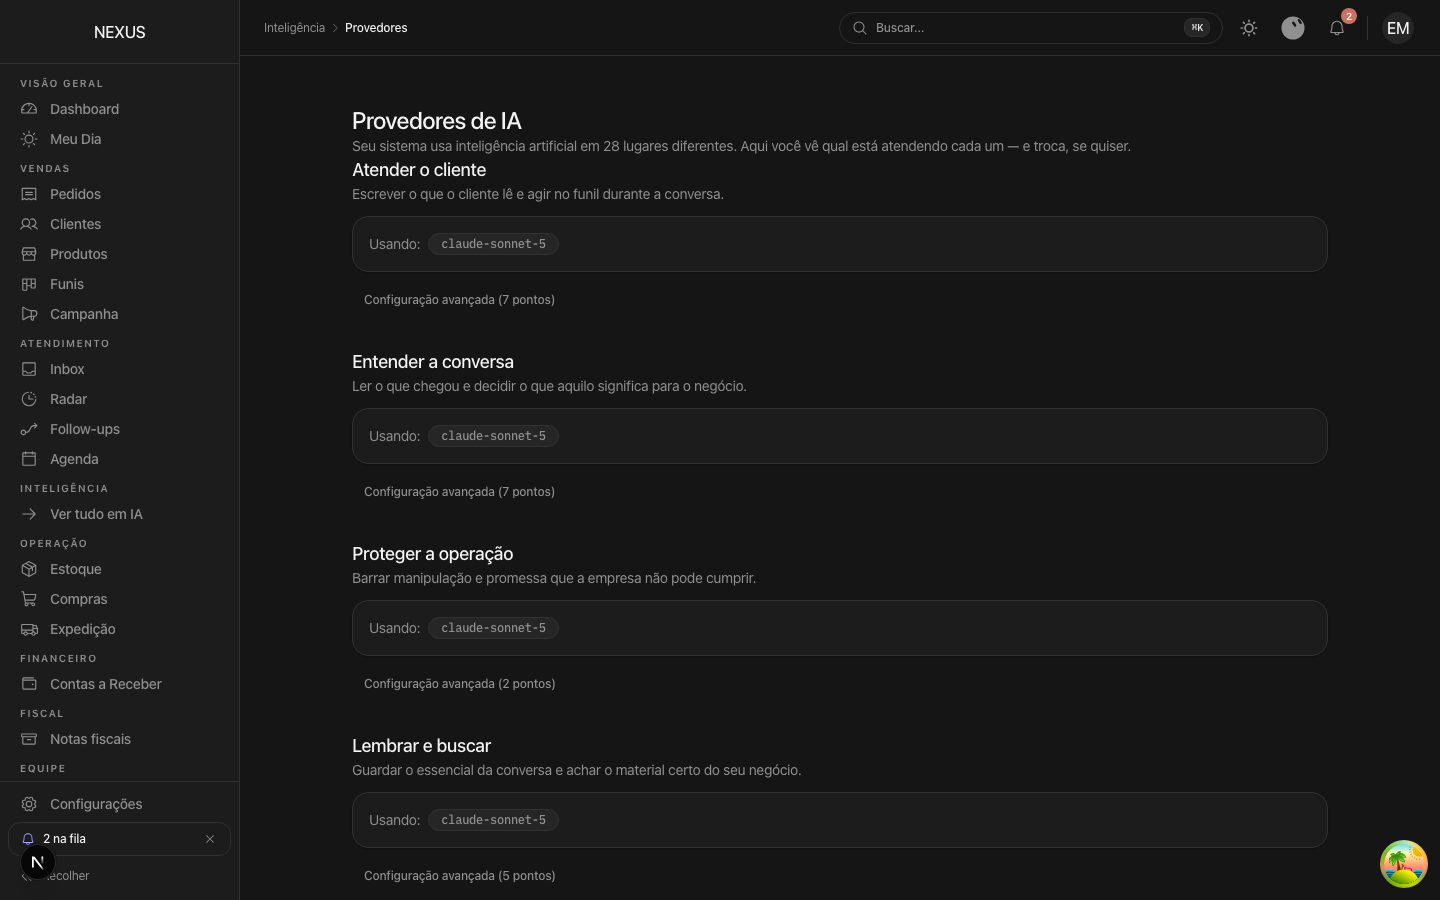 NEXUS
Inteligência
Provedores
Buscar...
⌘K
2
EM
VISÃO GERAL
Dashboard
Meu Dia
VENDAS
Pedidos
Clientes
Produtos
Funis
Campanha
ATENDIMENTO
Inbox
Radar
Follow-ups
Agenda
INTELIGÊNCIA
Ver tudo em IA
OPERAÇÃO
Estoque
Compras
Expedição
FINANCEIRO
Contas a Receber
FISCAL
Notas fiscais
EQUIPE
Configurações
2 na fila
N
ecolher
Provedores de IA
Seu sistema usa inteligência artificial em 28 lugares diferentes. Aqui você vê qual está atendendo cada um — e troca, se quiser.
Atender o cliente
Escrever o que o cliente lê e agir no funil durante a conversa.
Usando: claude-sonnet-5
Configuração avançada (7 pontos)
Entender a conversa
Ler o que chegou e decidir o que aquilo significa para o negócio.
Usando: claude-sonnet-5
Configuração avançada (7 pontos)
Proteger a operação
Barrar manipulação e promessa que a empresa não pode cumprir.
Usando: claude-sonnet-5
Configuração avançada (2 pontos)
Lembrar e buscar
Guardar o essencial da conversa e achar o material certo do seu negócio.
Usando: claude-sonnet-5
Configuração avançada (5 pontos)